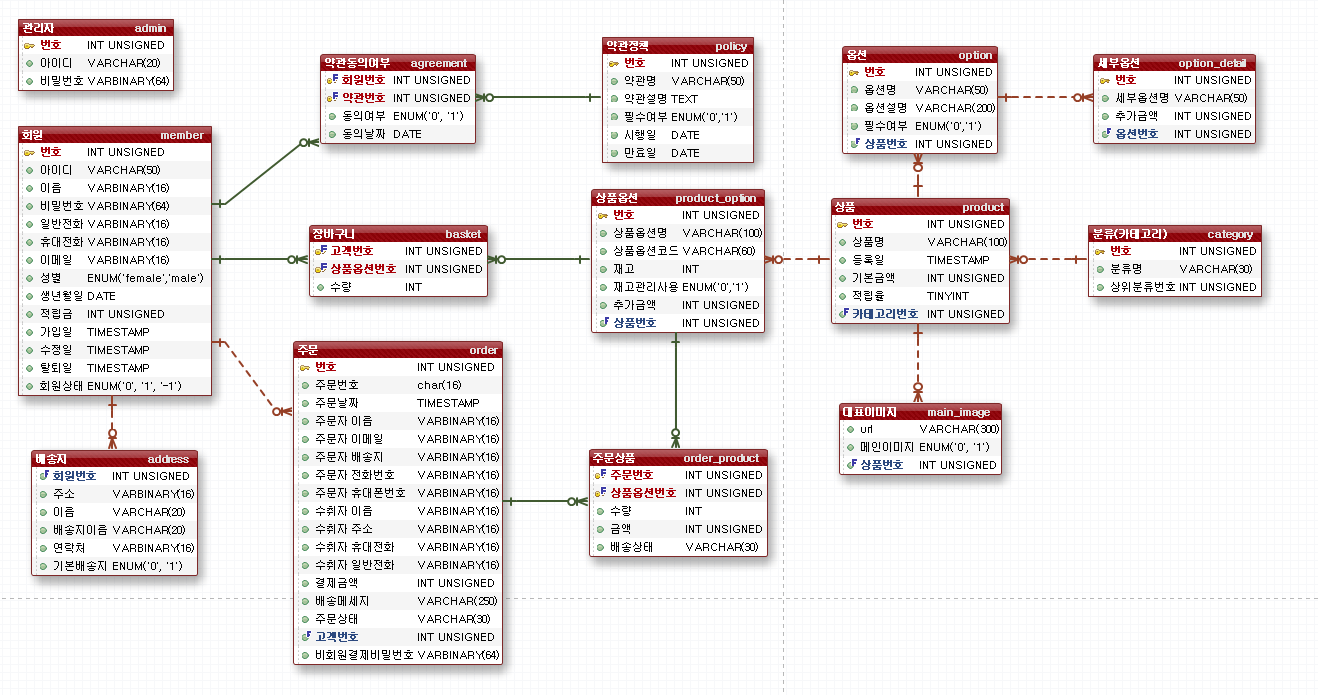 관리자 admin
번호 INT UNSIGNED
아이디 VARCHAR(20)
비밀번호 VARBINARY(64)
회원 member
번호 INT UNSIGNED
아이디 VARCHAR(50)
이름 VARBINARY(16)
비밀번호 VARBINARY(64)
일반전화 VARBINARY(16)
휴대전화 VARBINARY(16)
이메일 VARBINARY(16)
성별 ENUM('female','male')
생년월일 DATE
적립금 INT UNSIGNED
가입일 TIMESTAMP
수정일 TIMESTAMP
탈퇴일 TIMESTAMP
회원상태 ENUM('0', '1', '-1')
배송지 address
회원번호 INT UNSIGNED
주소 VARBINARY(16)
이름 VARCHAR(20)
배송지이름 VARCHAR(20)
연락처 VARBINARY(16)
기본배송지 ENUM('0', '1')
약관동의여부 agreement
회원번호 INT UNSIGNED
약관번호 INT UNSIGNED
동의여부 ENUM('0', '1')
동의날짜 DATE
장바구니 basket
고객번호 INT UNSIGNED
상품옵션번호 INT UNSIGNED
수량 INT
주문 order
번호 INT UNSIGNED
주문번호 char(16)
주문날짜 TIMESTAMP
주문자 이름 VARBINARY(16)
주문자 이메일 VARBINARY(16)
주문자 배송지 VARBINARY(16)
주문자 전화번호 VARBINARY(16)
주문자 휴대폰번호 VARBINARY(16)
수취자 이름 VARBINARY(16)
수취자 주소 VARBINARY(16)
수취자 휴대전화 VARBINARY(16)
수취자 일반전화 VARBINARY(16)
결제금액 INT UNSIGNED
배송메세지 VARCHAR(250)
주문상태 VARCHAR(30)
고객번호 INT UNSIGNED
비회원결제비밀번호 VARBINARY(64)
약관정책 policy
번호 INT UNSIGNED
약관명 VARCHAR(50)
약관설명 TEXT
필수여부 ENUM('0','1')
시행일 DATE
만료일 DATE
상품옵션 product_option
번호 INT UNSIGNED
상품옵션명 VARCHAR(100)
상품옵션코드 VARCHAR(60)
재고 INT
재고관리사용 ENUM('0','1')
추가금액 INT UNSIGNED
상품번호 INT UNSIGNED
주문상품 order_product
주문번호 INT UNSIGNED
상품옵션번호 INT UNSIGNED
수량 INT
금액 INT UNSIGNED
배송상태 VARCHAR(30)
옵션 option
번호 INT UNSIGNED
옵션명 VARCHAR(50)
옵션설명 VARCHAR(200)
필수여부 ENUM('0','1')
상품번호 INT UNSIGNED
세부옵션 option_detail
번호 INT UNSIGNED
세부옵션명 VARCHAR(50)
추가금액 INT UNSIGNED
옵션번호 INT UNSIGNED
상품 product
번호 INT UNSIGNED
상품명 VARCHAR(100)
등록일 TIMESTAMP
기본금액 INT UNSIGNED
적립률 TINYINT
카테고리번호 INT UNSIGNED
분류(카테고리) category
번호 INT UNSIGNED
분류명 VARCHAR(30)
상위분류번호 INT UNSIGNED
대표이미지 main_image
url VARCHAR(300)
메인이미지 ENUM('0', '1')
상품번호 INT UNSIGNED